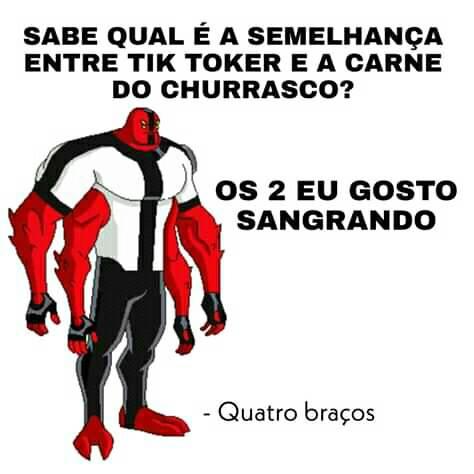 SABE QUAL É A SEMELHANÇA
ENTRE TIK TOKER E A CARNE
DO CHURRASCO?
OS 2 EU GOSTO
SANGRANDO
- Quatro braços